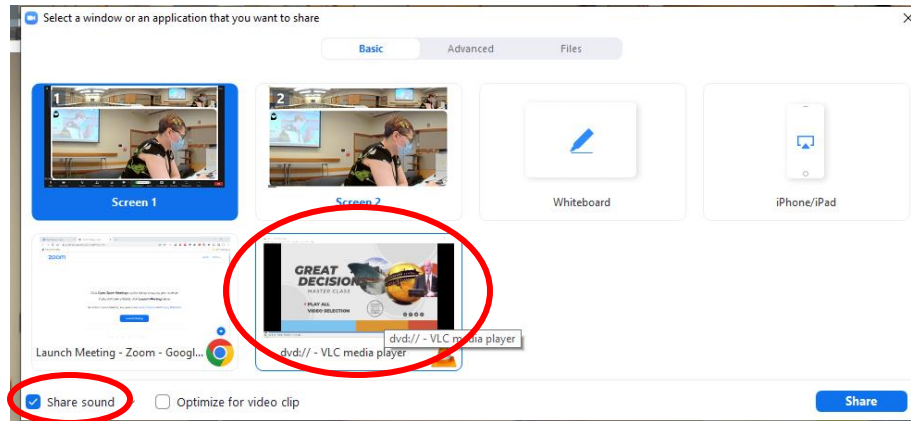 Select a window or an application that you want to share
Basic Advanced Files
1
2
Screen 1
Screen 2
Whiteboard
iPhone/iPad
zoom
GREAT
DECISIONS
MASTER CLASS
PLAY ALL
VIDEO SELECTION
dvd:// - VLC media player
Launch Meeting - Zoom - Googl...
dvd:// - VLC media player
Share sound
Optimize for video clip
Share